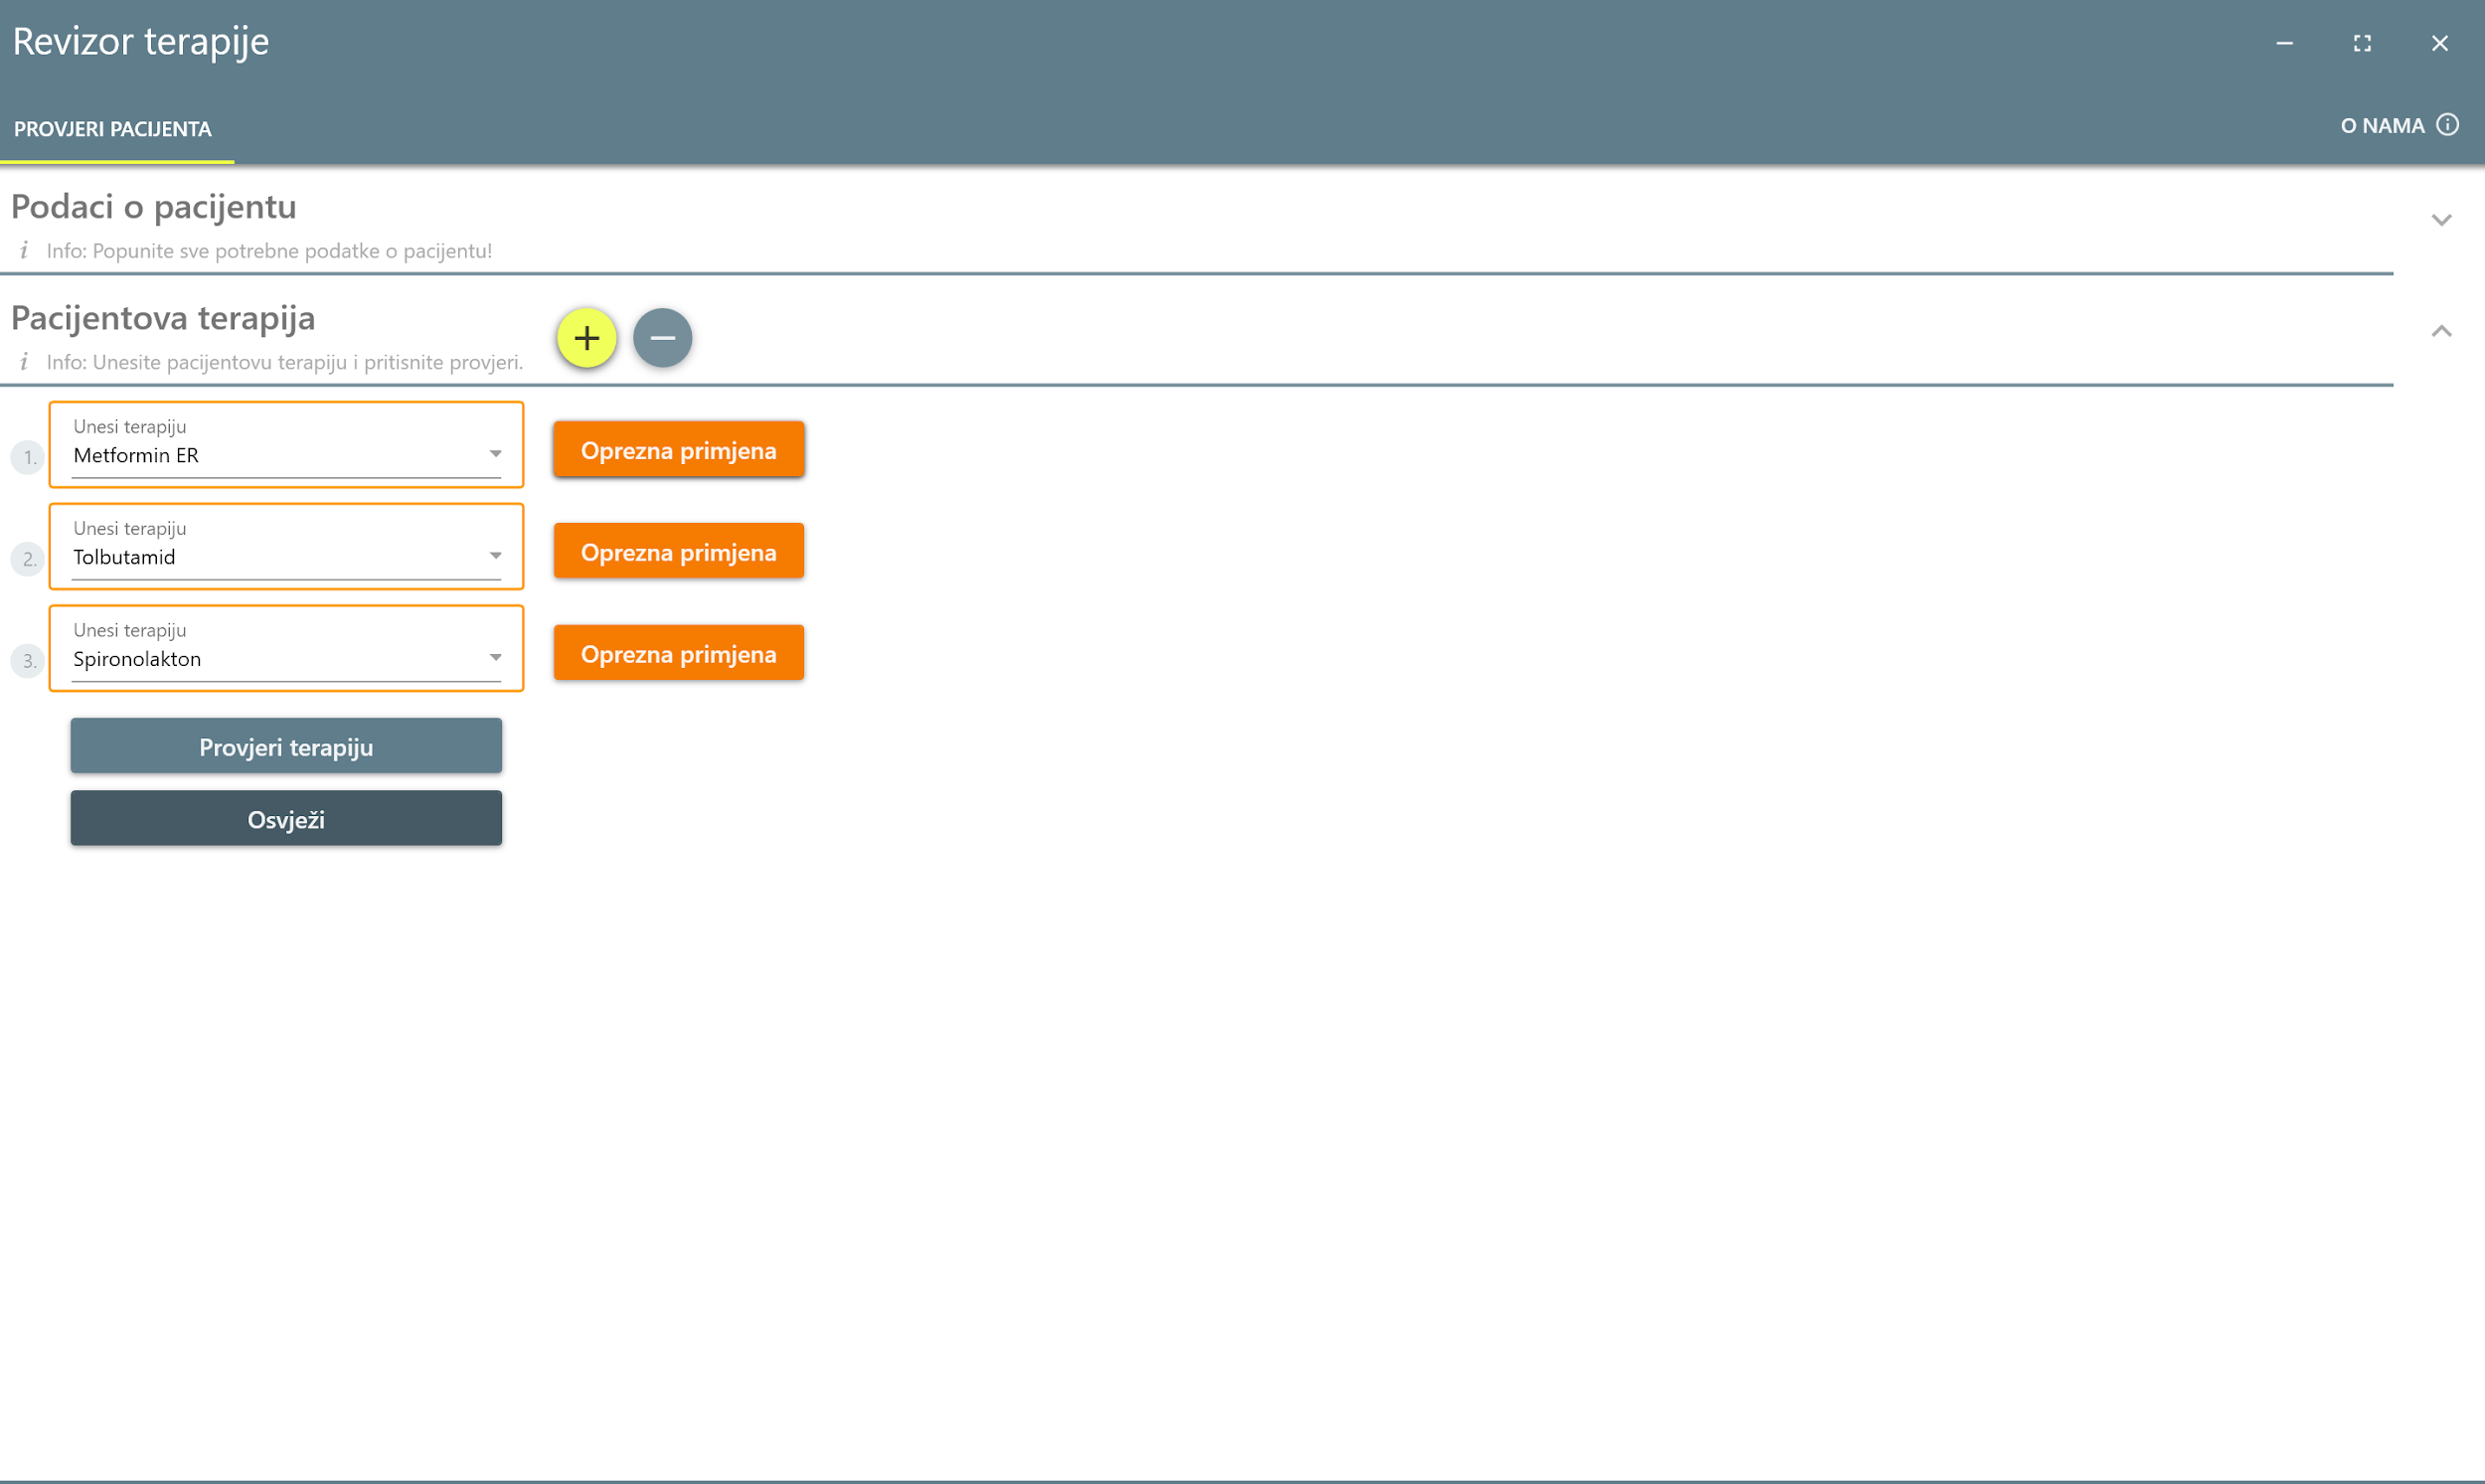 Revizor terapije
PROVJERI PACIJENTA
O NAMA
Podaci o pacijentu
Info: Popunite sve potrebne podatke o pacijentu!
Pacijentova terapija
Info: Unesite pacijentovu terapiju i pritisnite provjeri.
Unesi terapiju
1. Metformin ER
Oprezna primjena
Unesi terapiju
2. Tolbutamid
Oprezna primjena
Unesi terapiju
3. Spironolakton
Oprezna primjena
Provjeri terapiju
Osvježi